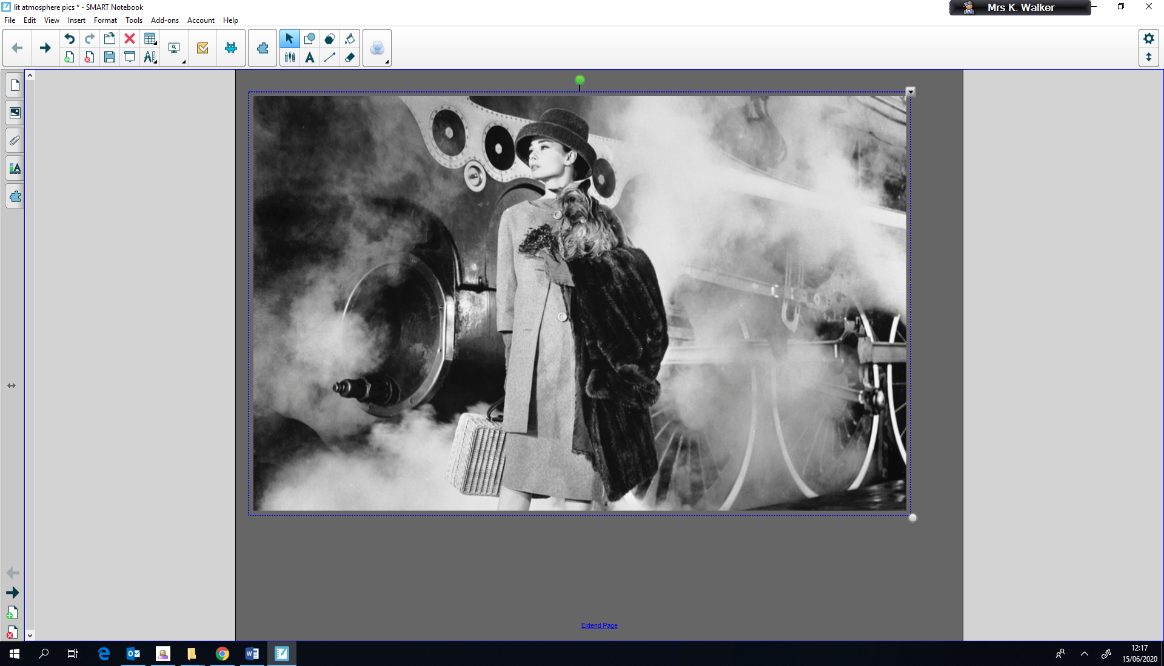 lit atmosphere pics * - SMART Notebook
Mrs K. Walker
File Edit View Insert Format Tools Add-ons Account Help
Extend Page
12:17
15/06/2020